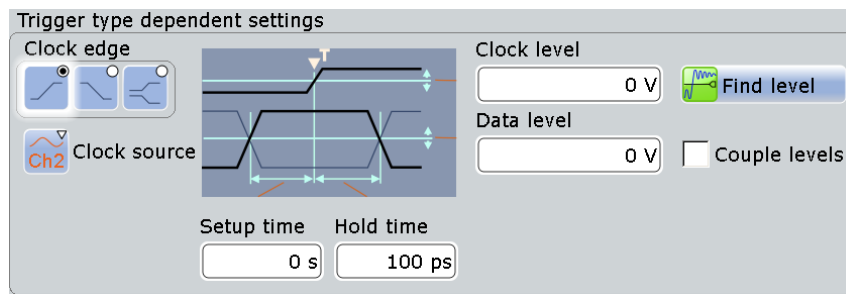 Trigger type dependent settings
Clock edge
T
Clock level
0 V
Find level
Ch2
Clock source
Data level
0 V
Couple levels
Setup time
Hold time
0 s
100 ps